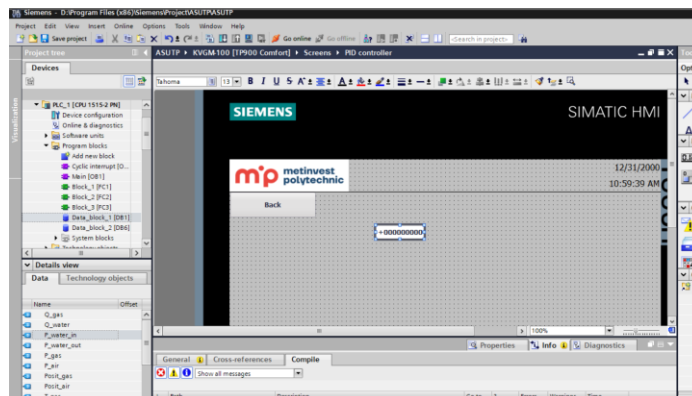 Siemens - D:\Program Files (x86)\Siemens\Project\ASUTP\ASUTP
Project Edit View Insert Online Options Tools Window Help
Save project Go online Go offline <Search in project>
Project tree
ASUTP ▸ KVGM-100 [TP900 Comfort] ▸ Screens ▸ PID controller
Devices
Tahoma 13 B I U S
Visualization
PLC_1 [CPU 1515-2 PN]
Device configuration
Online & diagnostics
Software units
Program blocks
Add new block
Cyclic interrupt [O...
Main [OB1]
Block_1 [FC1]
Block_2 [FC2]
Block_3 [FC3]
Data_block_1 [DB1]
Data_block_2 [DB6]
System blocks
Technology objects
SIEMENS
SIMATIC HMI
metinvest
polytechnic
12/31/2000
10:59:39 AM
Back
+000000000
100%
Details view
Data Technology objects
Name Offset
Q_gas
Q_water
P_water_in
P_water_out
P_gas
P_air
Posit_gas
Posit_air
Properties Info Diagnostics
General Cross-references Compile
Show all messages